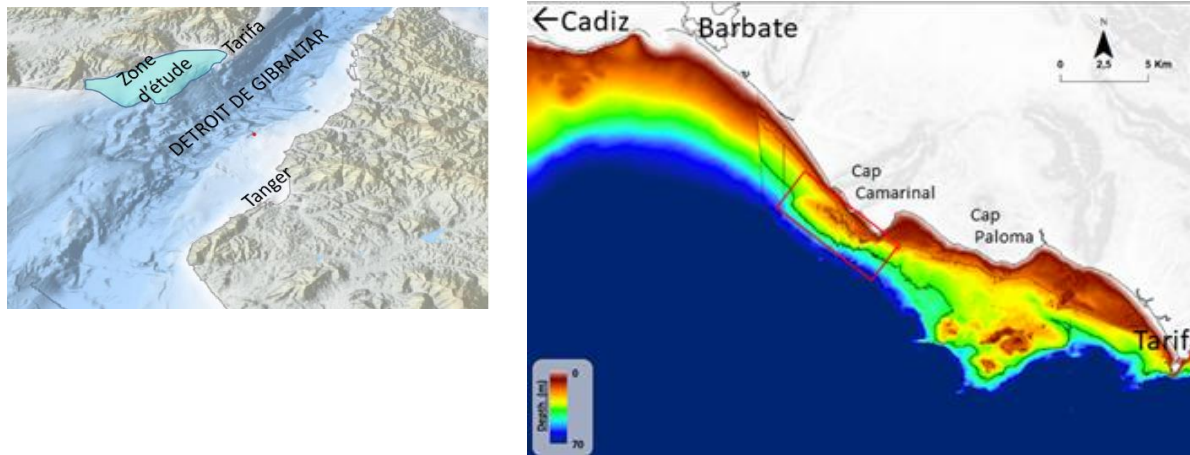 Zone
d'étude
Tarifa
DETROIT DE GIBRALTAR
Tanger
←Cadiz
Barbate
N
0 2,5 5 Km
Cap
Camarinal
Cap
Paloma
Tarif
Depth (m)
0
70